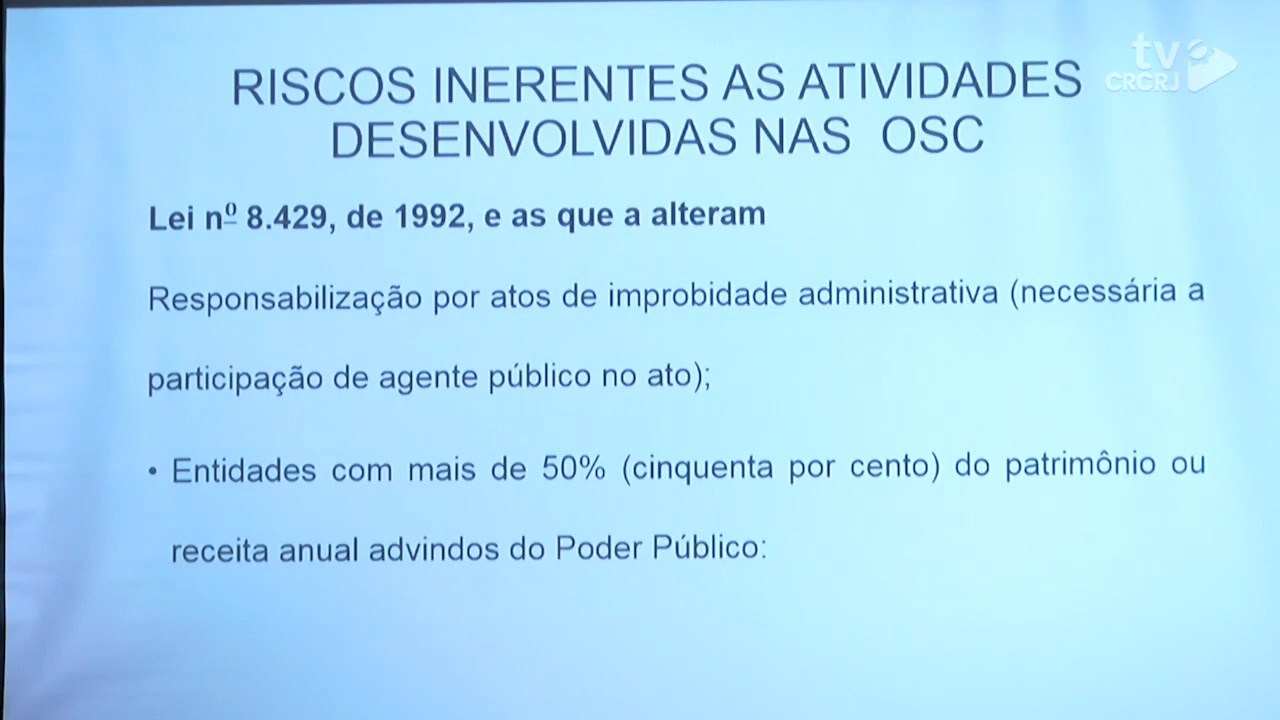 tv
CRCRJ
RISCOS INERENTES AS ATIVIDADES
DESENVOLVIDAS NAS OSC
Lei nº 8.429, de 1992, e as que a alteram
Responsabilização por atos de improbidade administrativa (necessária a
participação de agente público no ato);
• Entidades com mais de 50% (cinquenta por cento) do patrimônio ou
receita anual advindos do Poder Público: